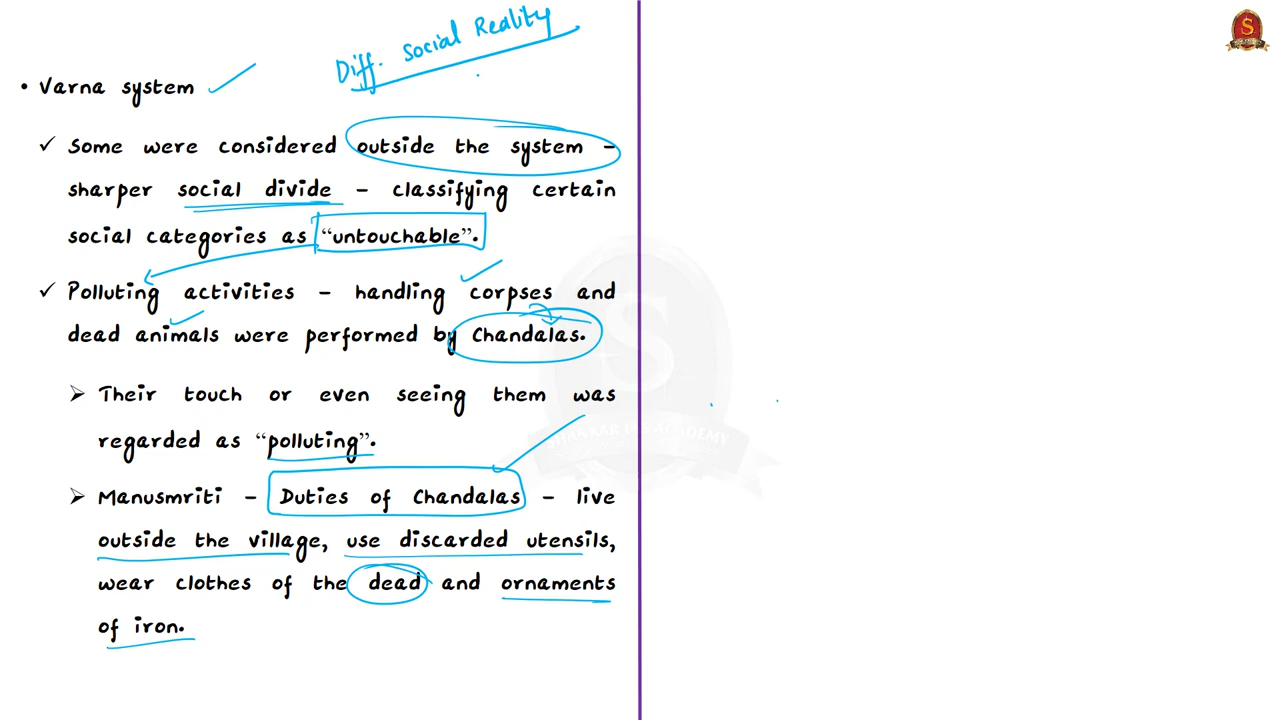 Diff. Social Reality
• Varna system
✓ Some were considered outside the system –
sharper social divide – classifying certain
social categories as “untouchable”.
✓ Polluting activities – handling corpses and
dead animals were performed by Chandalas.
➢ Their touch or even seeing them was
regarded as “polluting”.
➢ Manusmriti – Duties of Chandalas – live
outside the village, use discarded utensils,
wear clothes of the dead and ornaments
of iron.